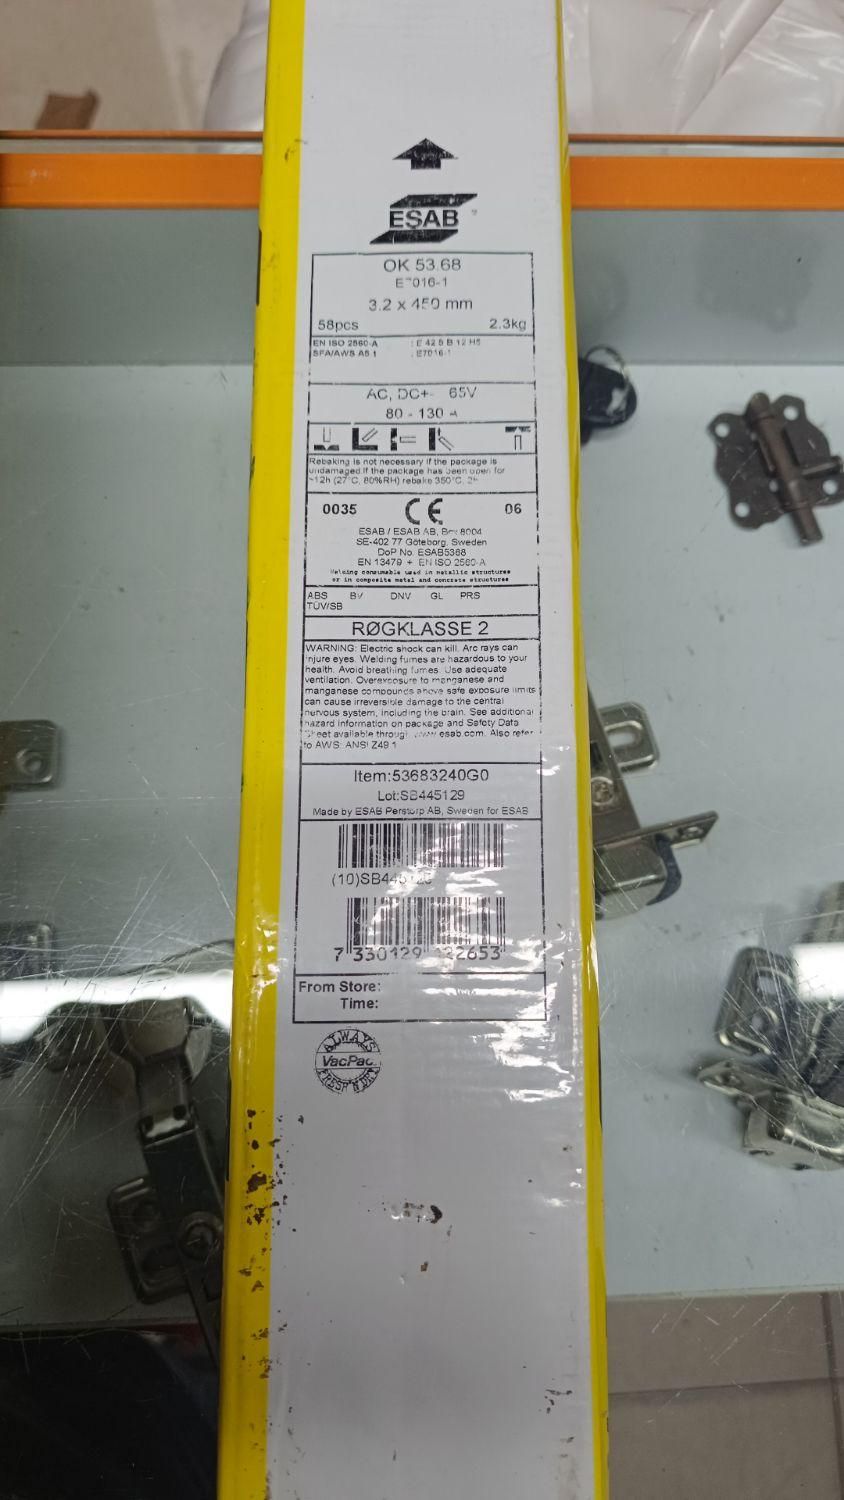 ESAB
OK 53.68
E7016-1
3.2 x 450 mm
58pcs 2.3kg
EN ISO 2560-A : E 42 5 B 12 H5
SFA/AWS A5.1 : E7016-1
AC, DC+- 65V
80 - 130 A
Rebaking is not necessary if the package is
undamaged.If the package has been open for
>12h (27°C, 80%RH) rebake 350°C, 2h
0035 CE 06
ESAB / ESAB AB, Box 8004
SE-402 77 Göteborg, Sweden
DoP No. ESAB5368
EN 13479 + EN ISO 2560-A
Welding consumable used in metallic structures
or in composite metal and concrete structures
ABS BV DNV GL PRS
TÜV/SB
RØGKLASSE 2
WARNING: Electric shock can kill. Arc rays can
injure eyes. Welding fumes are hazardous to your
health. Avoid breathing fumes. Use adequate
ventilation. Overexposure to manganese and
manganese compounds above safe exposure limits
can cause irreversible damage to the central
nervous system, including the brain. See additional
hazard information on package and Safety Data
Sheet available through www.esab.com. Also refer
to AWS: ANSI Z49.1
Item:53683240G0
Lot:SB445129
Made by ESAB Perstorp AB, Sweden for ESAB
(10)SB445129
7 330129
From Store:
Time:
ALWAYS
VacPac
FRESH'N'DRY